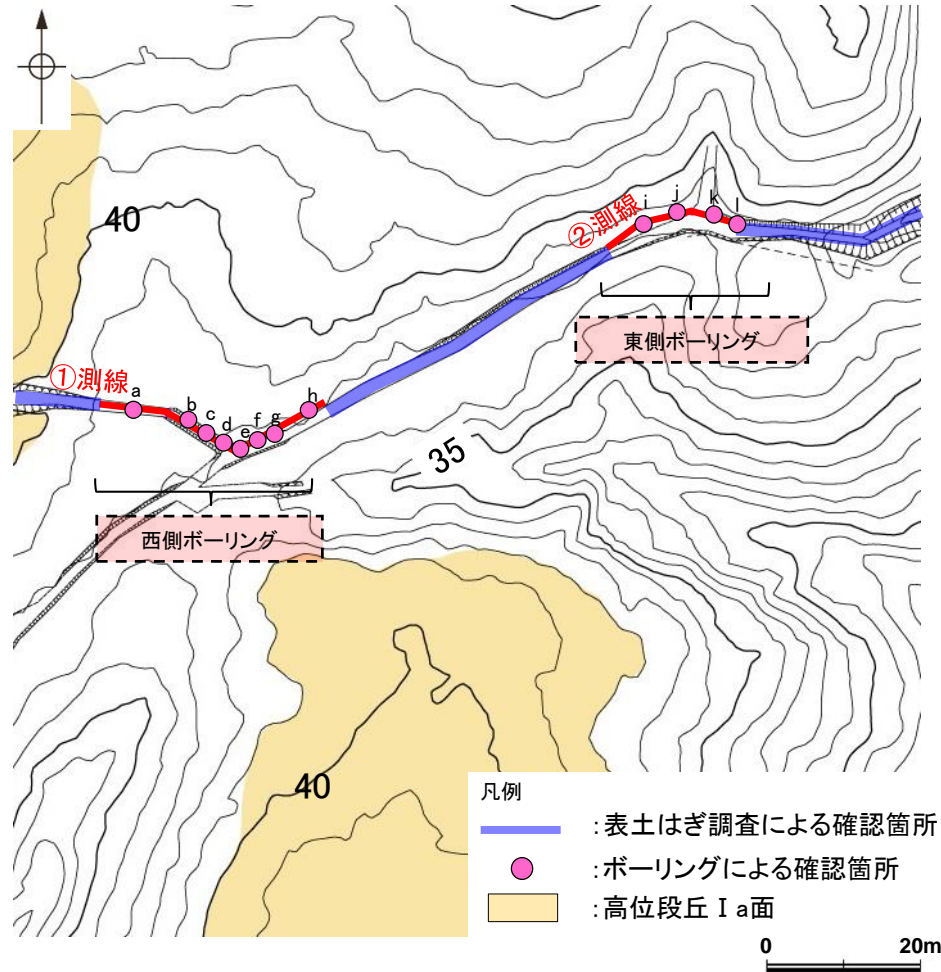 40
①測線
a
b
c
d
e
f
g
h
②測線
i
j
k
l
東側ボーリング
35
西側ボーリング
40
凡例
：表土はぎ調査による確認箇所
：ボーリングによる確認箇所
：高位段丘Ⅰa面
0 20m